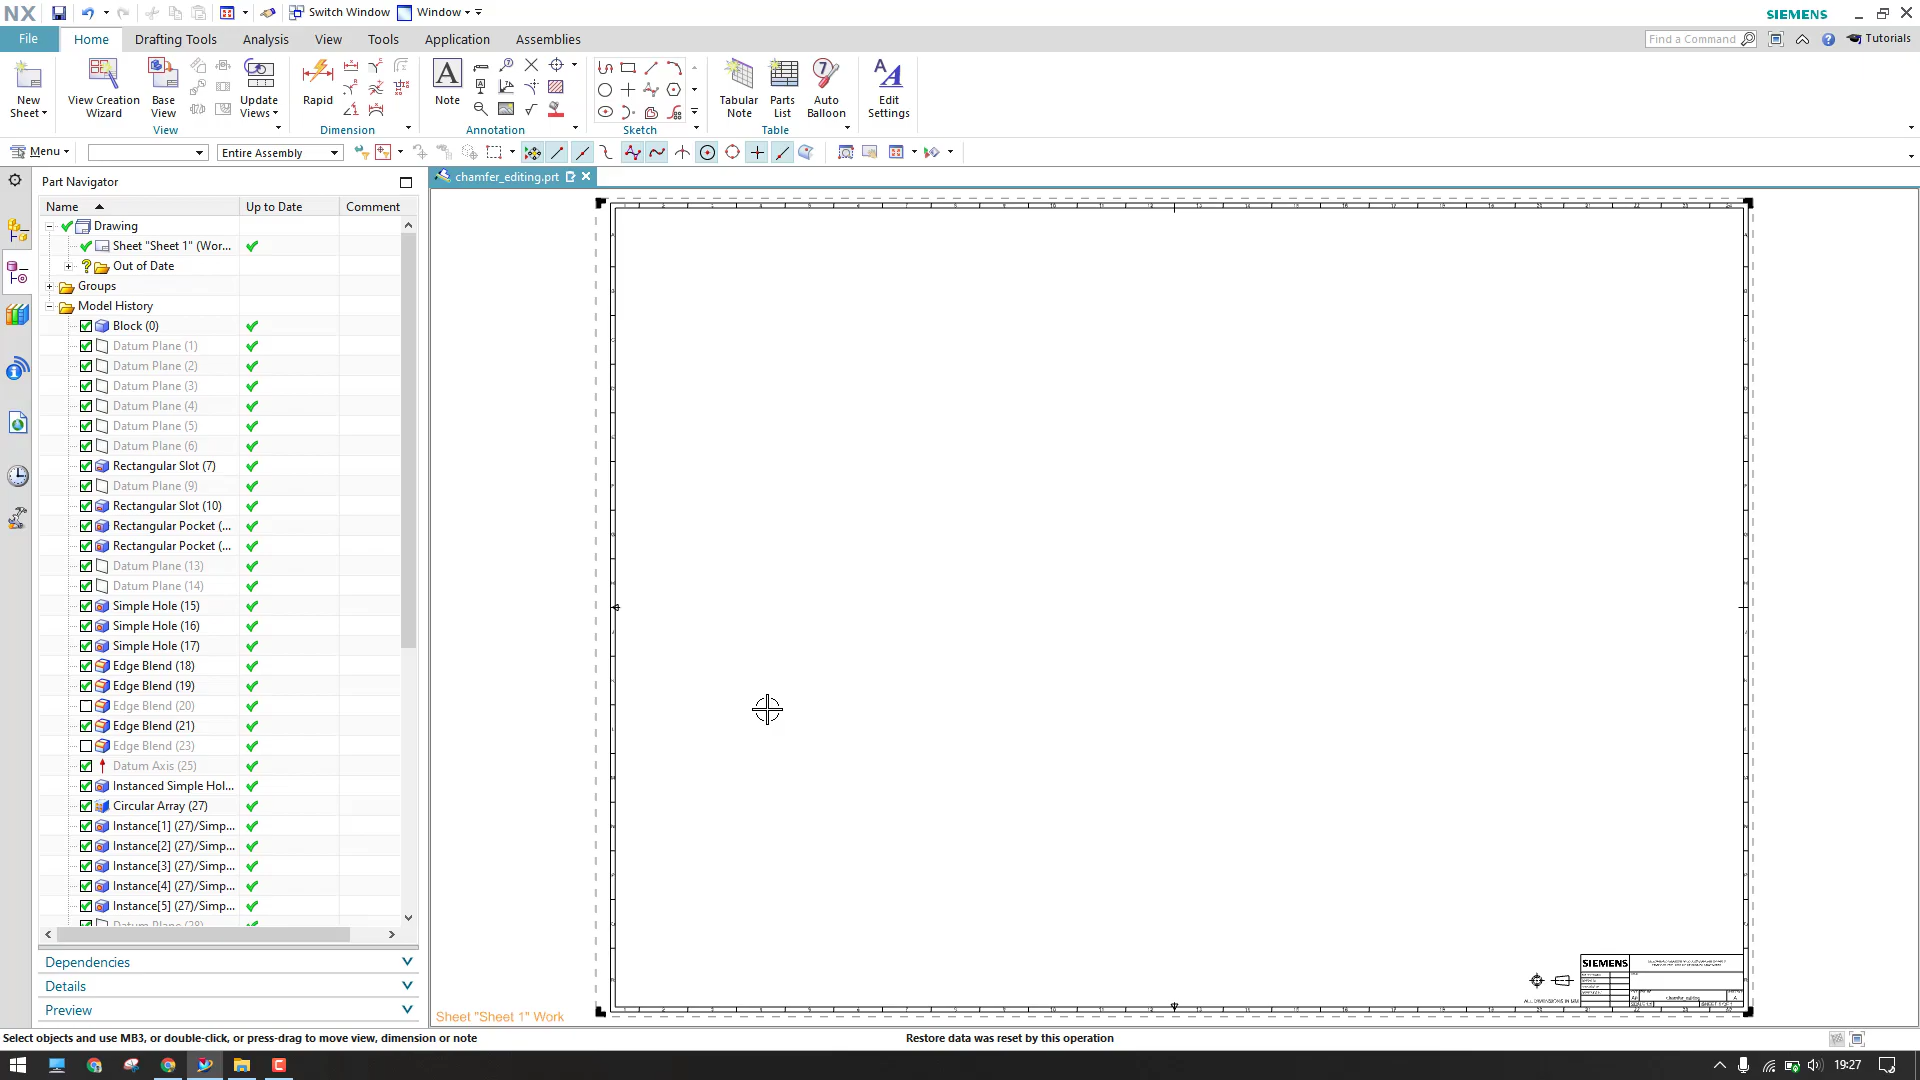 NX
Switch Window
Window
SIEMENS
File
Home
Drafting Tools
Analysis
View
Tools
Application
Assemblies
Find a Command
Tutorials
New
Sheet
View Creation
Wizard
Base
View
Update
Views
Rapid
Note
Tabular
Note
Parts
List
Auto
Balloon
Edit
Settings
View
Dimension
Annotation
Sketch
Table
Menu
Entire Assembly
Part Navigator
chamfer_editing.prt
Name
Up to Date
Comment
Drawing
Sheet "Sheet 1" (Wor...
Out of Date
Groups
Model History
Block (0)
Datum Plane (1)
Datum Plane (2)
Datum Plane (3)
Datum Plane (4)
Datum Plane (5)
Datum Plane (6)
Rectangular Slot (7)
Datum Plane (9)
Rectangular Slot (10)
Rectangular Pocket (...
Rectangular Pocket (...
Datum Plane (13)
Datum Plane (14)
Simple Hole (15)
Simple Hole (16)
Simple Hole (17)
Edge Blend (18)
Edge Blend (19)
Edge Blend (20)
Edge Blend (21)
Edge Blend (23)
Datum Axis (25)
Instanced Simple Hol...
Circular Array (27)
Instance[1] (27)/Simp...
Instance[2] (27)/Simp...
Instance[3] (27)/Simp...
Instance[4] (27)/Simp...
Instance[5] (27)/Simp...
Datum Plane (28)
Dependencies
Details
Preview
SIEMENS
chamfer_editing
Sheet "Sheet 1" Work
Select objects and use MB3, or double-click, or press-drag to move view, dimension or note
Restore data was reset by this operation
19:27